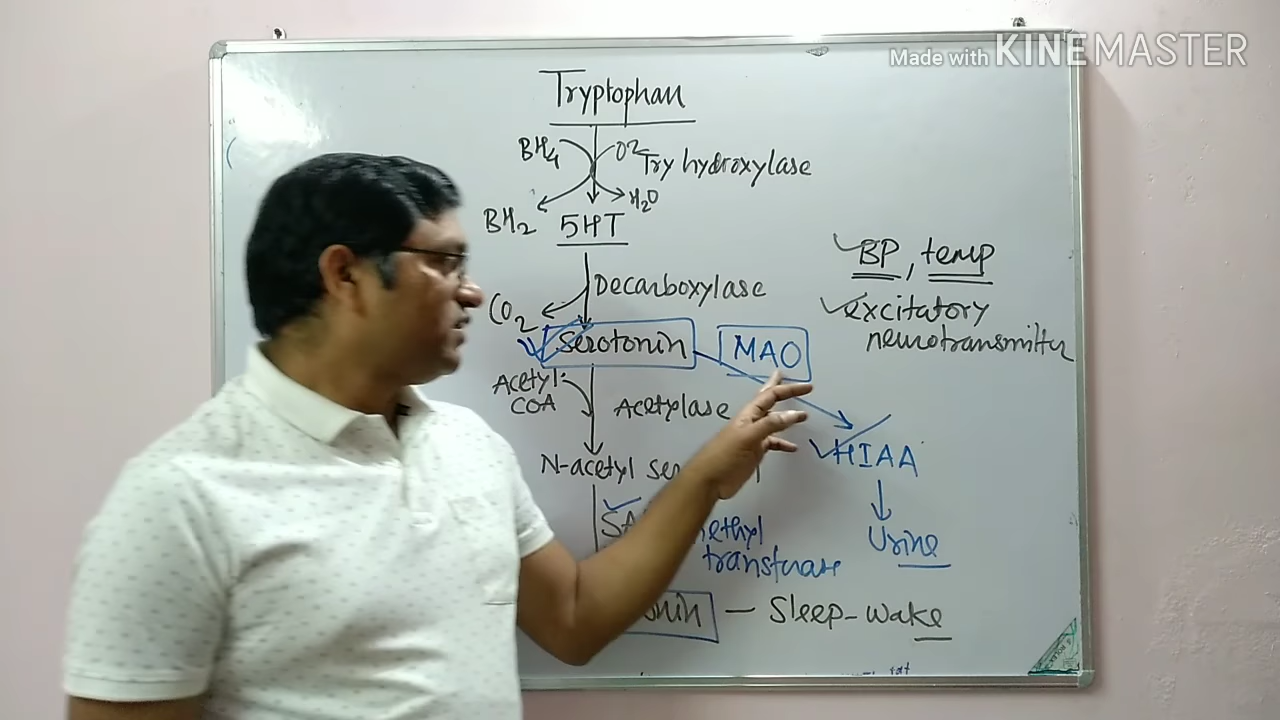 Made with KINEMASTER
Tryptophan
BH4
O2
Try hydroxylase
H2O
BH2
5HT
BP, temp
Decarboxylase
CO2
excitatory
neurotransmitter
Serotonin
MAO
Acetyl
COA
Acetylase
N-acetyl
HIAA
methyl
transferase
Urine
Sleep-wake